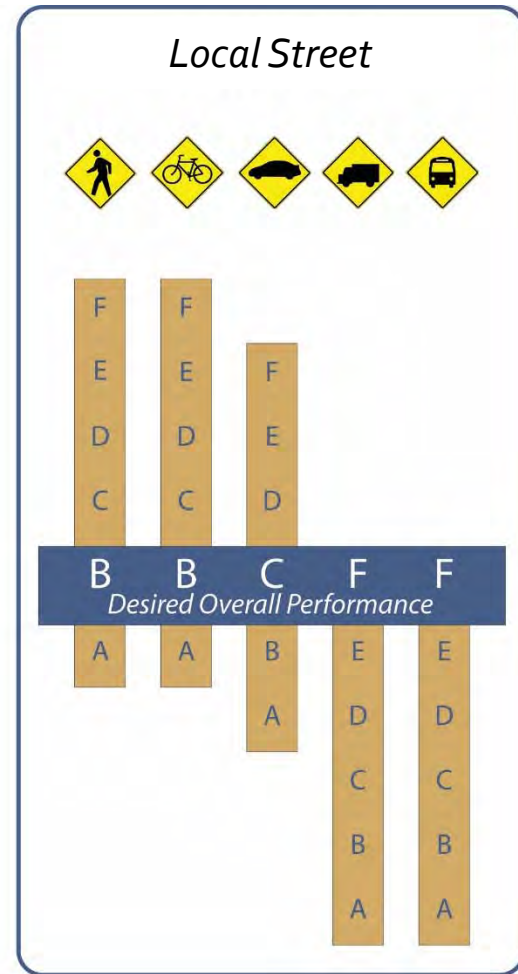 Local Street
F F
E E F
D D E
C C D
B B C F F
Desired Overall Performance
A A B E E
A D D
C C
B B
A A